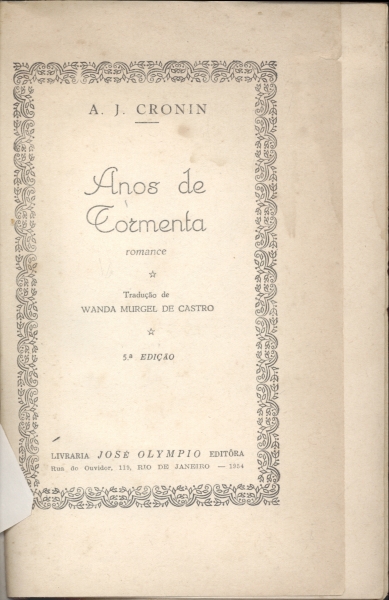 A. J. CRONIN
Anos de
Tormenta
romance
☆
Tradução de
WANDA MURGEL DE CASTRO
☆
5.ª EDIÇÃO
LIVRARIA JOSÉ OLYMPIO EDITÔRA
Rua do Ouvidor, 110, RIO DE JANEIRO — 1954